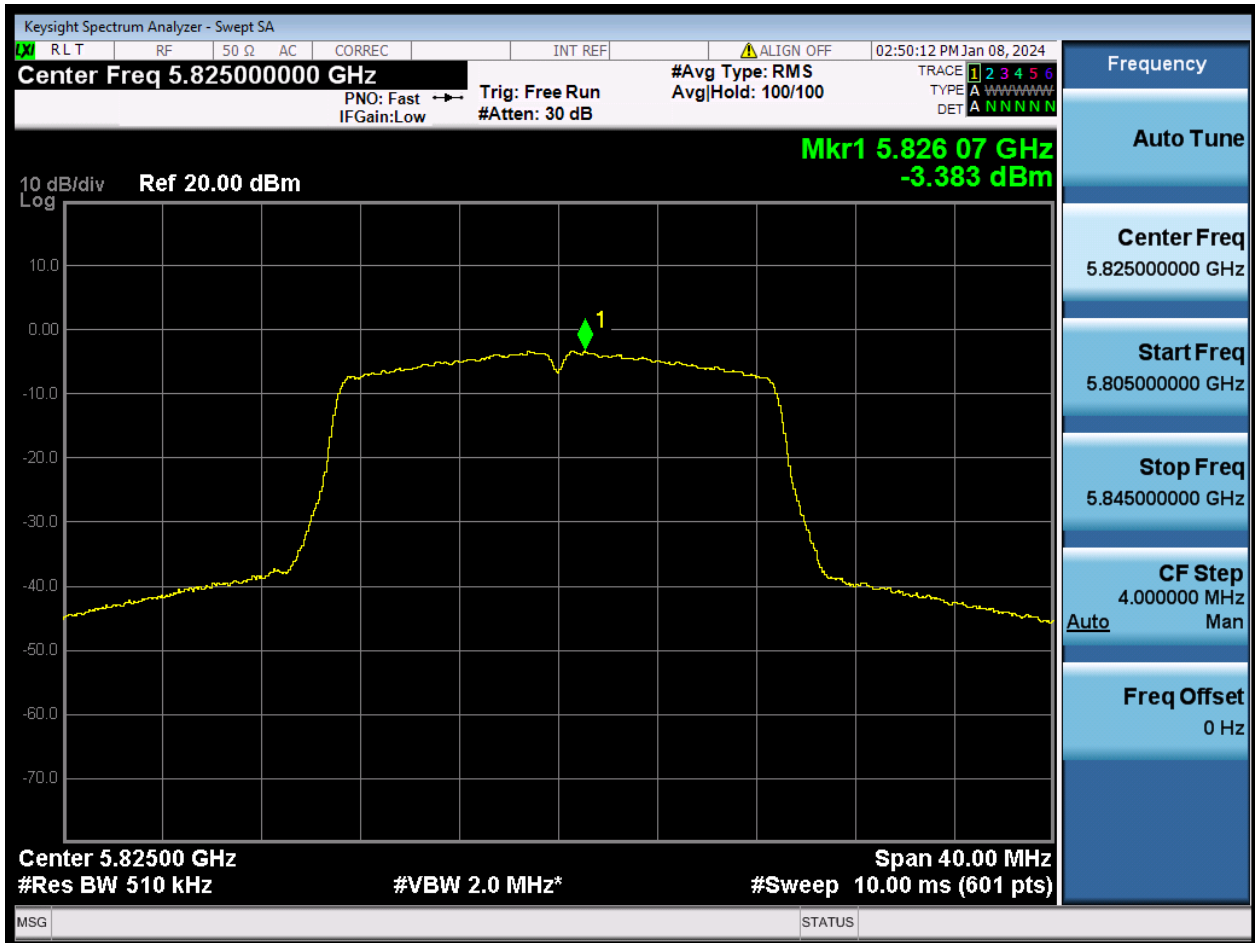 Keysight Spectrum Analyzer - Swept SA
LXI RLT RF 50 Ω AC CORREC INT REF ALIGN OFF 02:50:12 PM Jan 08, 2024
Center Freq 5.825000000 GHz
PNO: Fast
IFGain:Low
Trig: Free Run
#Atten: 30 dB
#Avg Type: RMS
Avg|Hold: 100/100
TRACE 1 2 3 4 5 6
TYPE A WWWWW
DET A N N N N N
Mkr1 5.826 07 GHz
-3.383 dBm
10 dB/div Ref 20.00 dBm
Log
1
10.0
0.00
-10.0
-20.0
-30.0
-40.0
-50.0
-60.0
-70.0
Center 5.82500 GHz Span 40.00 MHz
#Res BW 510 kHz #VBW 2.0 MHz* #Sweep 10.00 ms (601 pts)
MSG STATUS
Frequency
Auto Tune
Center Freq
5.825000000 GHz
Start Freq
5.805000000 GHz
Stop Freq
5.845000000 GHz
CF Step
4.000000 MHz
Auto Man
Freq Offset
0 Hz